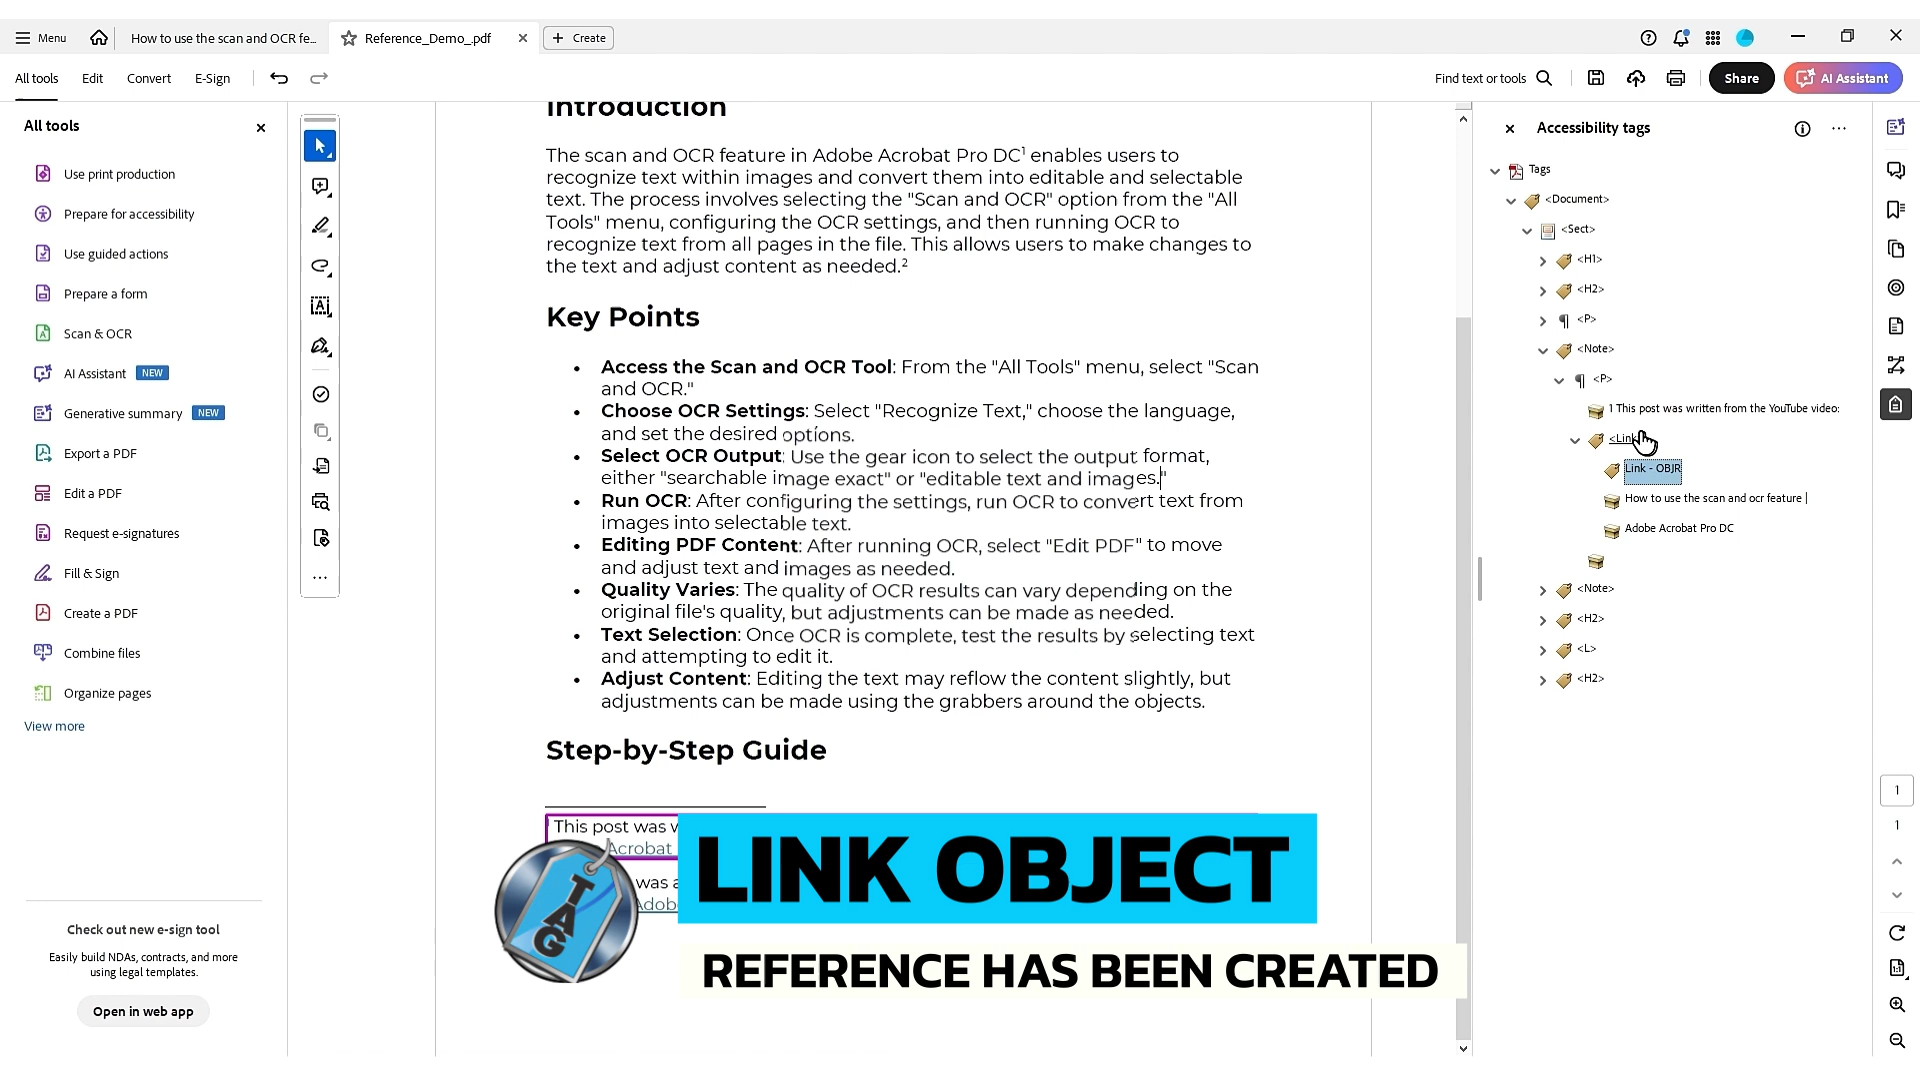 Menu
How to use the scan and OCR fe...
Reference_Demo_.pdf
Create
All tools
Edit
Convert
E-Sign
Find text or tools
Share
AI Assistant
All tools
Use print production
Prepare for accessibility
Use guided actions
Prepare a form
Scan & OCR
AI Assistant NEW
Generative summary NEW
Export a PDF
Edit a PDF
Request e-signatures
Fill & Sign
Create a PDF
Combine files
Organize pages
View more
Check out new e-sign tool
Easily build NDAs, contracts, and more
using legal templates.
Open in web app
Introduction
The scan and OCR feature in Adobe Acrobat Pro DC¹ enables users to
recognize text within images and convert them into editable and selectable
text. The process involves selecting the "Scan and OCR" option from the "All
Tools" menu, configuring the OCR settings, and then running OCR to
recognize text from all pages in the file. This allows users to make changes to
the text and adjust content as needed.²
Key Points
• Access the Scan and OCR Tool: From the "All Tools" menu, select "Scan
and OCR."
• Choose OCR Settings: Select "Recognize Text," choose the language,
and set the desired options.
• Select OCR Output: Use the gear icon to select the output format,
either "searchable image exact" or "editable text and images."
• Run OCR: After configuring the settings, run OCR to convert text from
images into selectable text.
• Editing PDF Content: After running OCR, select "Edit PDF" to move
and adjust text and images as needed.
• Quality Varies: The quality of OCR results can vary depending on the
original file's quality, but adjustments can be made as needed.
• Text Selection: Once OCR is complete, test the results by selecting text
and attempting to edit it.
• Adjust Content: Editing the text may reflow the content slightly, but
adjustments can be made using the grabbers around the objects.
Step-by-Step Guide
This post was
Acrobat
was
Adobe
TAG
LINK OBJECT
REFERENCE HAS BEEN CREATED
Accessibility tags
Tags
<Document>
<Sect>
<H1>
<H2>
<P>
<Note>
<P>
1 This post was written from the YouTube video:
<Link
Link - OBJR
How to use the scan and ocr feature |
Adobe Acrobat Pro DC
<Note>
<H2>
<L>
<H2>
1
1